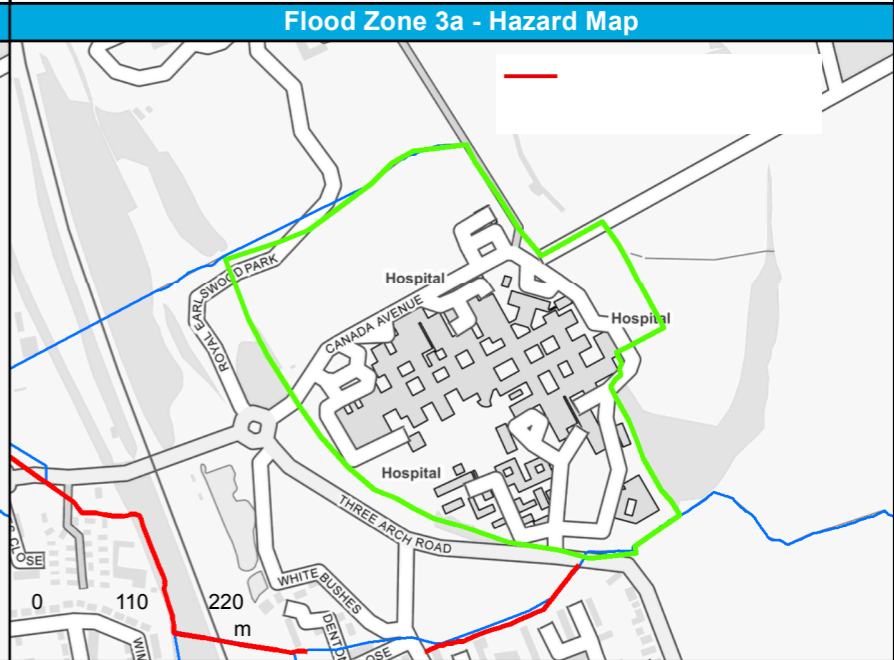 Flood Zone 3a - Hazard Map
ROYAL EARLSWOOD PARK
Hospital
CANADA AVENUE
Hospital
Hospital
THREE ARCH ROAD
WHITE BUSHES
CLOSE
0 110 220
m